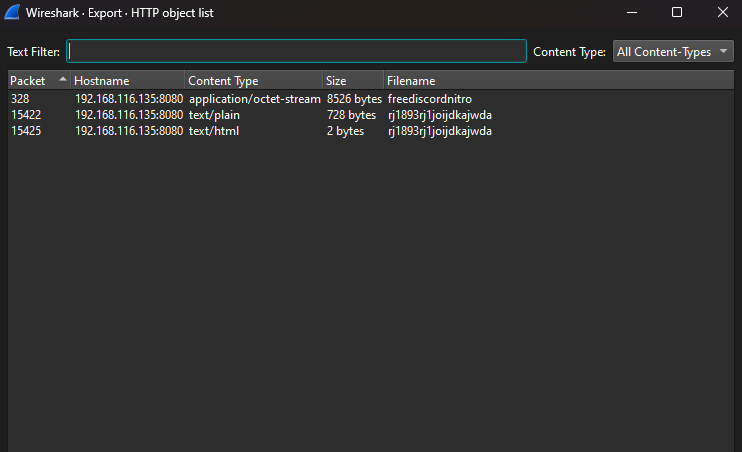 Wireshark · Export · HTTP object list
Text Filter: Content Type: All Content-Types
Packet Hostname Content Type Size Filename
328 192.168.116.135:8080 application/octet-stream 8526 bytes freediscordnitro
15422 192.168.116.135:8080 text/plain 728 bytes rj1893rj1joijdkajwda
15425 192.168.116.135:8080 text/html 2 bytes rj1893rj1joijdkajwda